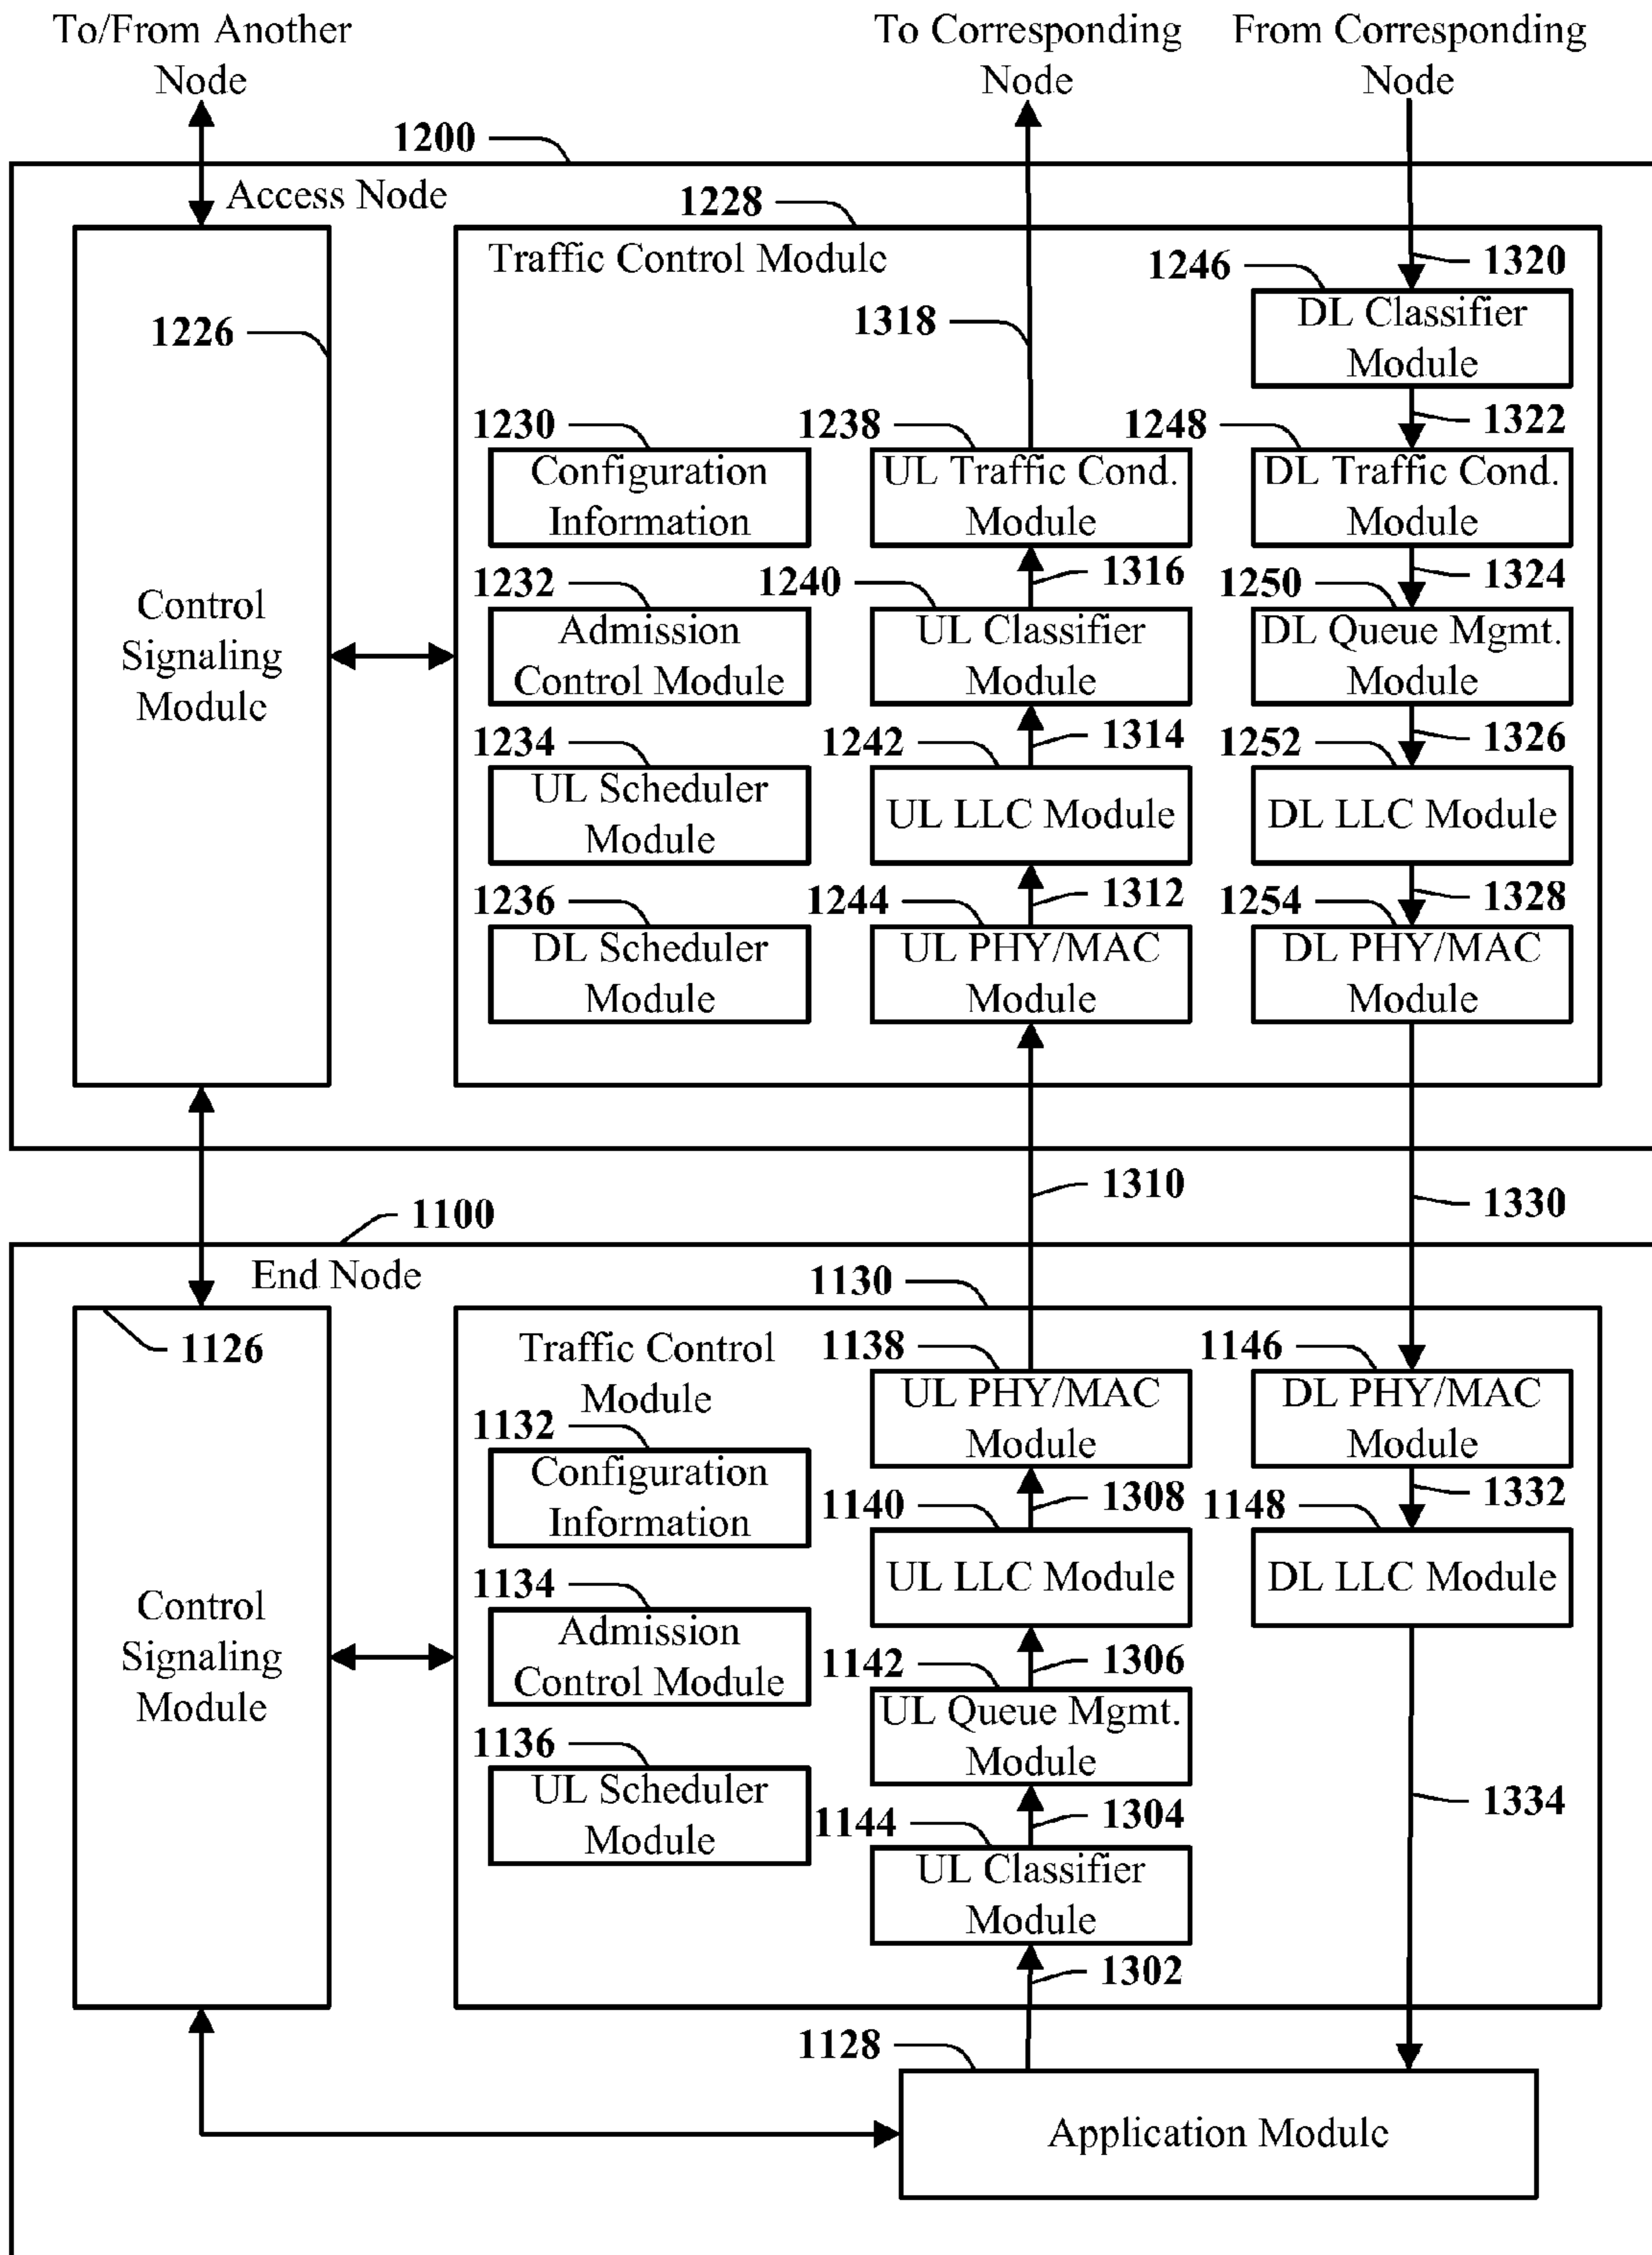 To/From Another
Node
To Corresponding
Node
From Corresponding
Node
1200
Access Node
1228
Traffic Control Module
1226
Control
Signaling
Module
1318
1246
1320
DL Classifier
Module
1322
1230
Configuration
Information
1238
UL Traffic Cond.
Module
1248
DL Traffic Cond.
Module
1316
1324
1232
Admission
Control Module
1240
UL Classifier
Module
1250
DL Queue Mgmt.
Module
1314
1326
1234
UL Scheduler
Module
1242
UL LLC Module
1252
DL LLC Module
1312
1328
1236
DL Scheduler
Module
1244
UL PHY/MAC
Module
1254
DL PHY/MAC
Module
1310
1330
1100
End Node
1130
1126
Control
Signaling
Module
Traffic Control
Module
1138
UL PHY/MAC
Module
1146
DL PHY/MAC
Module
1132
Configuration
Information
1308
1332
1140
UL LLC Module
1148
DL LLC Module
1134
Admission
Control Module
1306
1142
UL Queue Mgmt.
Module
1136
UL Scheduler
Module
1304
1334
1144
UL Classifier
Module
1302
1128
Application Module